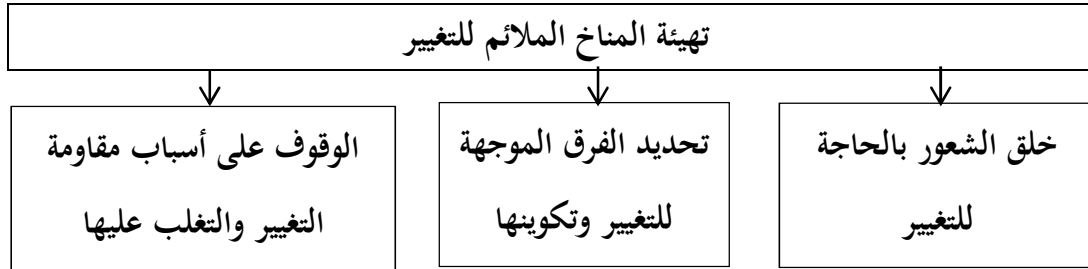 تهيئة المناخ الملائم للتغيير
خلق الشعور بالحاجة
للتغيير
تحديد الفرق الموجهة
للتغيير وتكوينها
الوقوف على أسباب مقاومة
التغيير والتغلب عليها